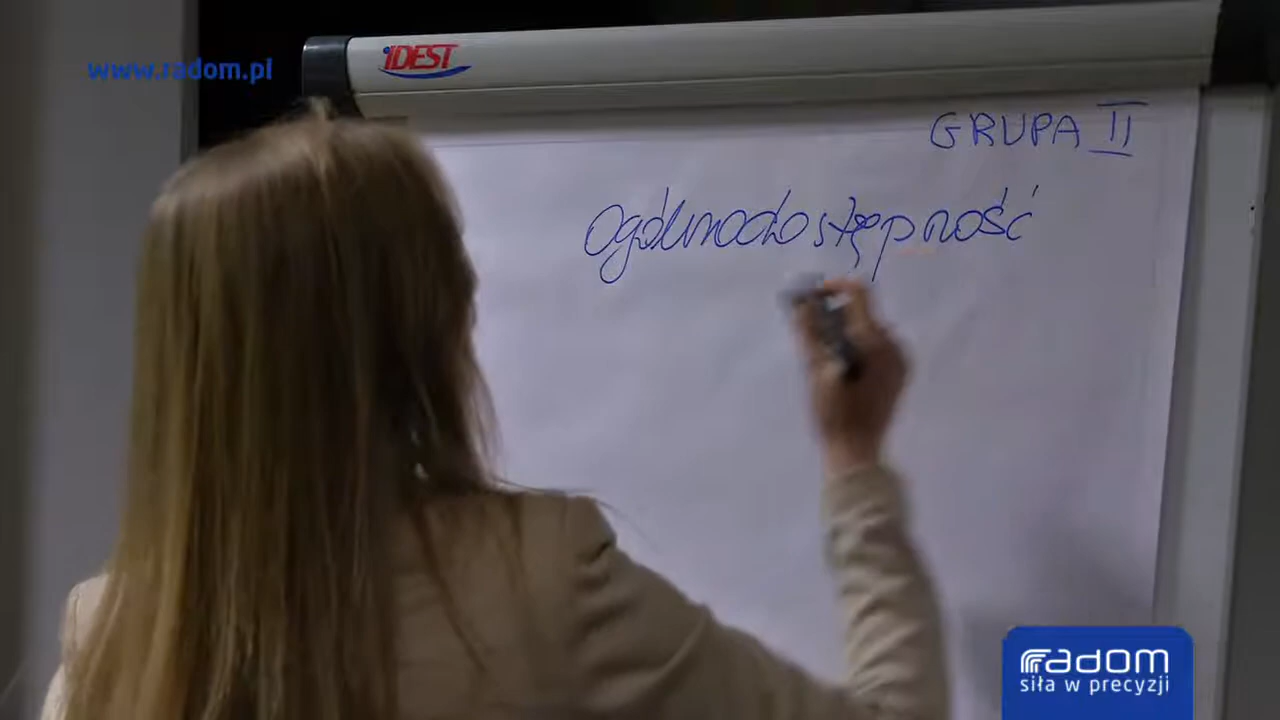 www.radom.pl
iDEST
GRUPA II
ogólnodostępność
radom
siła w precyzji